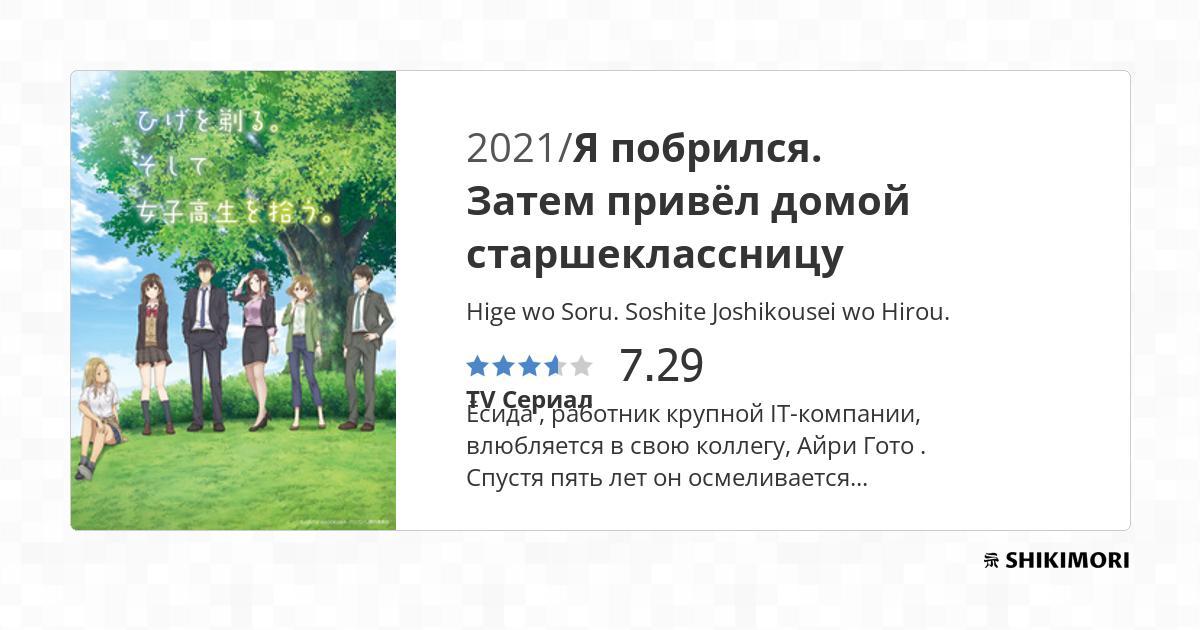 ひげを剃る。
そして
女子高生を拾う。
2021/Я побрился.
Затем привёл домой
старшеклассницу
Hige wo Soru. Soshite Joshikousei wo Hirou.
7.29
TV Сериал
Ёсида , работник крупной IT-компании,
влюбляется в свою коллегу, Айри Гото .
Спустя пять лет он осмеливается...
SHIKIMORI